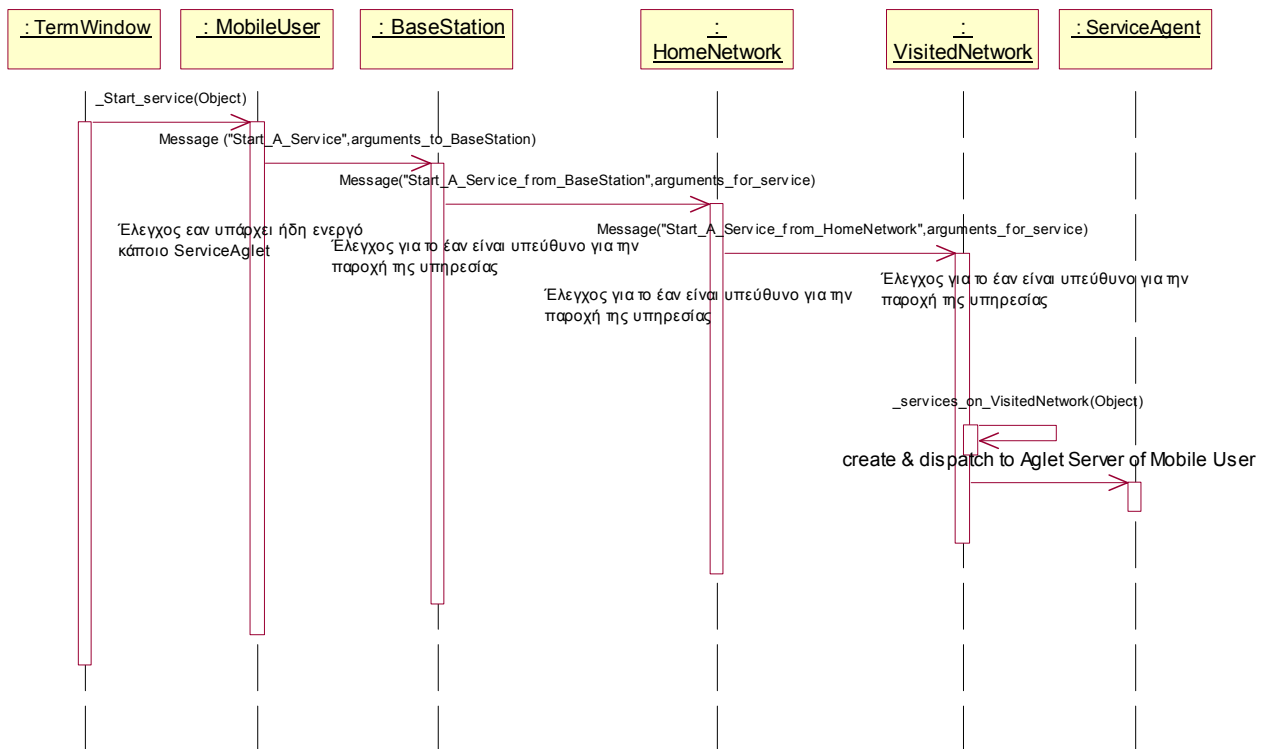 : TermWindow
: MobileUser
: BaseStation
:
HomeNetwork
:
VisitedNetwork
: ServiceAgent
_Start_service(Object)
Message ("Start_A_Service",arguments_to_BaseStation)
Message("Start_A_Service_from_BaseStation",arguments_for_service)
Έλεγχος εαν υπάρχει ήδη ενεργό
κάποιο ServiceAglet
Message("Start_A_Service_from_HomeNetwork",arguments_for_service)
Έλεγχος για το έαν είναι υπεύθυνο για την
παροχή της υπηρεσίας
Έλεγχος για το έαν είναι υπεύθυνο για την
παροχή της υπηρεσίας
Έλεγχος για το έαν είναι υπεύθυνο για την
παροχή της υπηρεσίας
_services_on_VisitedNetwork(Object)
create & dispatch to Aglet Server of Mobile User